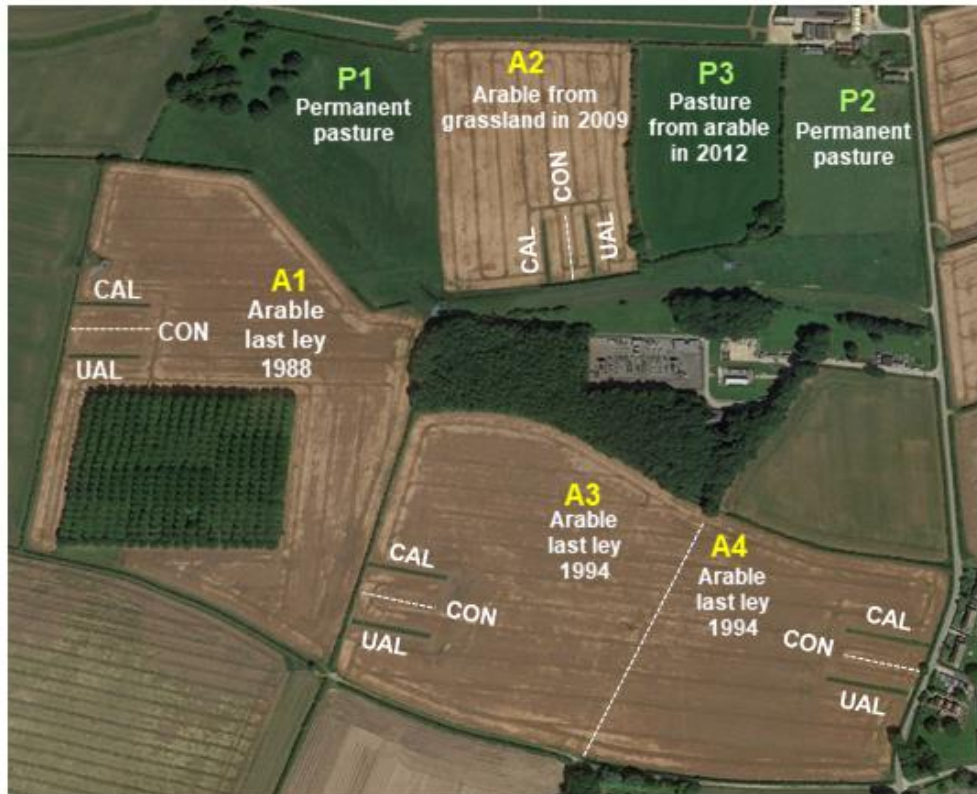 P1
Permanent
pasture
A2
Arable from
grassland in 2009
CON
CAL
UAL
P3
Pasture
from arable
in 2012
P2
Permanent
pasture
A1
Arable
last ley
1988
CAL
CON
UAL
A3
Arable
last ley
1994
CAL
CON
UAL
A4
Arable
last ley
1994
CAL
CON
UAL